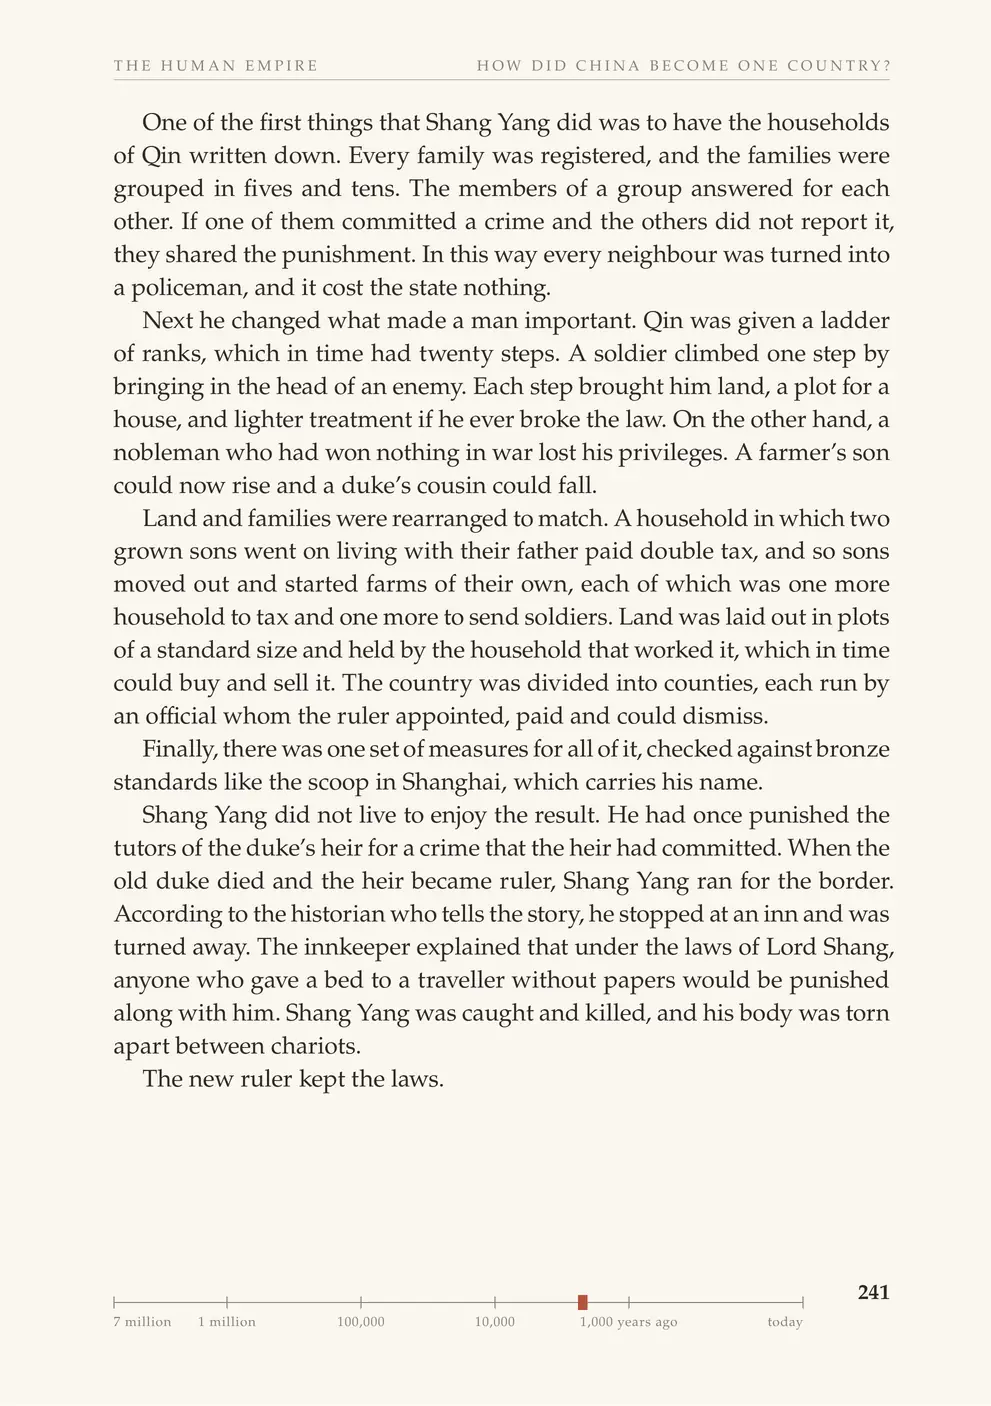 THE HUMAN EMPIRE
HOW DID CHINA BECOME ONE COUNTRY?
One of the first things that Shang Yang did was to have the households
of Qin written down. Every family was registered, and the families were
grouped in fives and tens. The members of a group answered for each
other. If one of them committed a crime and the others did not report it,
they shared the punishment. In this way every neighbour was turned into
a policeman, and it cost the state nothing.
Next he changed what made a man important. Qin was given a ladder
of ranks, which in time had twenty steps. A soldier climbed one step by
bringing in the head of an enemy. Each step brought him land, a plot for a
house, and lighter treatment if he ever broke the law. On the other hand, a
nobleman who had won nothing in war lost his privileges. A farmer’s son
could now rise and a duke’s cousin could fall.
Land and families were rearranged to match. A household in which two
grown sons went on living with their father paid double tax, and so sons
moved out and started farms of their own, each of which was one more
household to tax and one more to send soldiers. Land was laid out in plots
of a standard size and held by the household that worked it, which in time
could buy and sell it. The country was divided into counties, each run by
an official whom the ruler appointed, paid and could dismiss.
Finally, there was one set of measures for all of it, checked against bronze
standards like the scoop in Shanghai, which carries his name.
Shang Yang did not live to enjoy the result. He had once punished the
tutors of the duke’s heir for a crime that the heir had committed. When the
old duke died and the heir became ruler, Shang Yang ran for the border.
According to the historian who tells the story, he stopped at an inn and was
turned away. The innkeeper explained that under the laws of Lord Shang,
anyone who gave a bed to a traveller without papers would be punished
along with him. Shang Yang was caught and killed, and his body was torn
apart between chariots.
The new ruler kept the laws.
241
7 million 1 million 100,000 10,000 1,000 years ago today